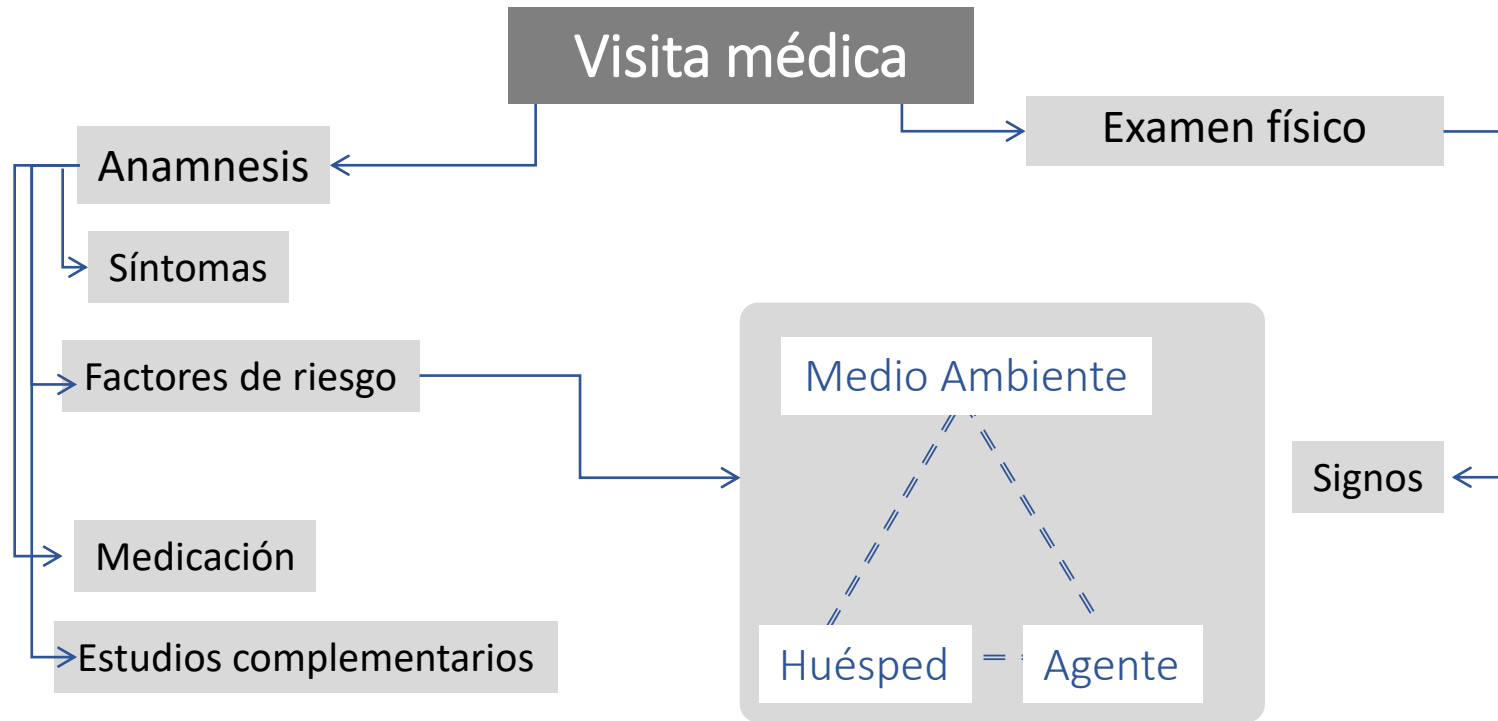 Visita médica
Examen físico
Anamnesis
Síntomas
Factores de riesgo
Medio Ambiente
Signos
Medicación
Estudios complementarios
Huésped
Agente